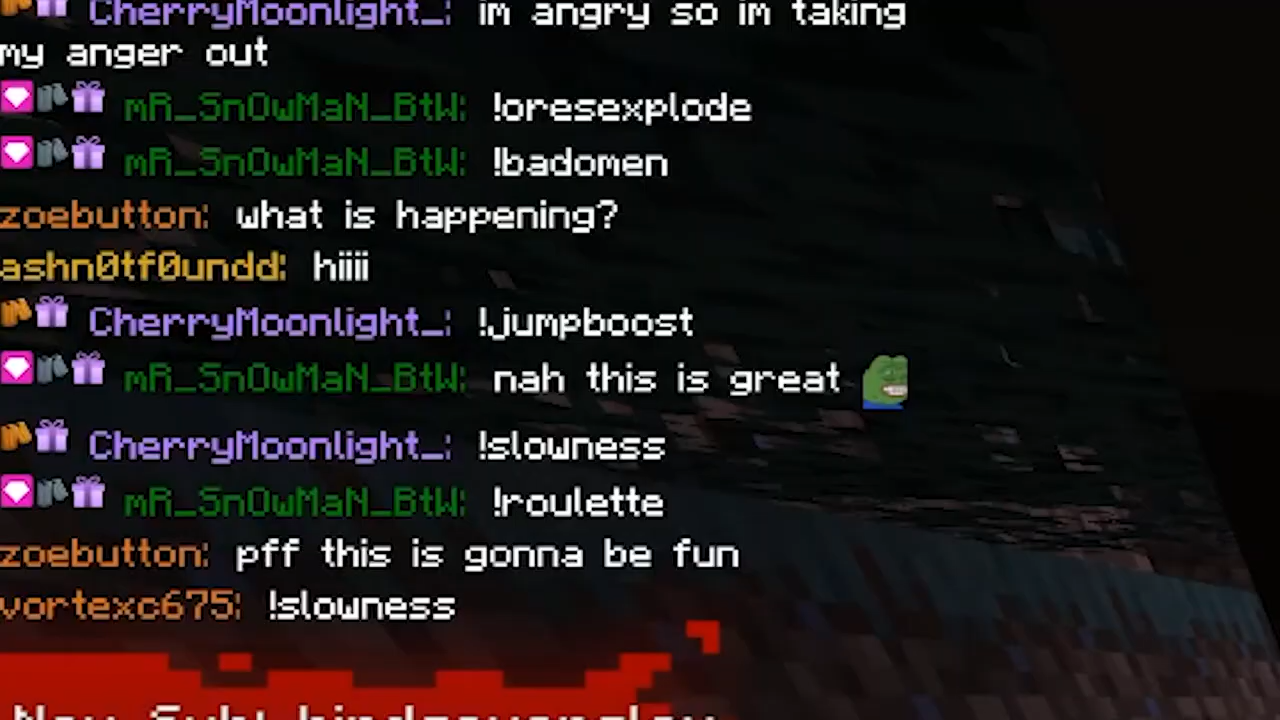 CherryMoonlight_: im angry so im taking
my anger out
mR_SnOwMaN_BtW: !oresexplode
mR_SnOwMaN_BtW: !badomen
zoebutton: what is happening?
ashn0tf0undd: hiiii
CherryMoonlight_: !jumpboost
mR_SnOwMaN_BtW: nah this is great
CherryMoonlight_: !slowness
mR_SnOwMaN_BtW: !roulette
zoebutton: pff this is gonna be fun
vortexc675: !slowness
New Sub!